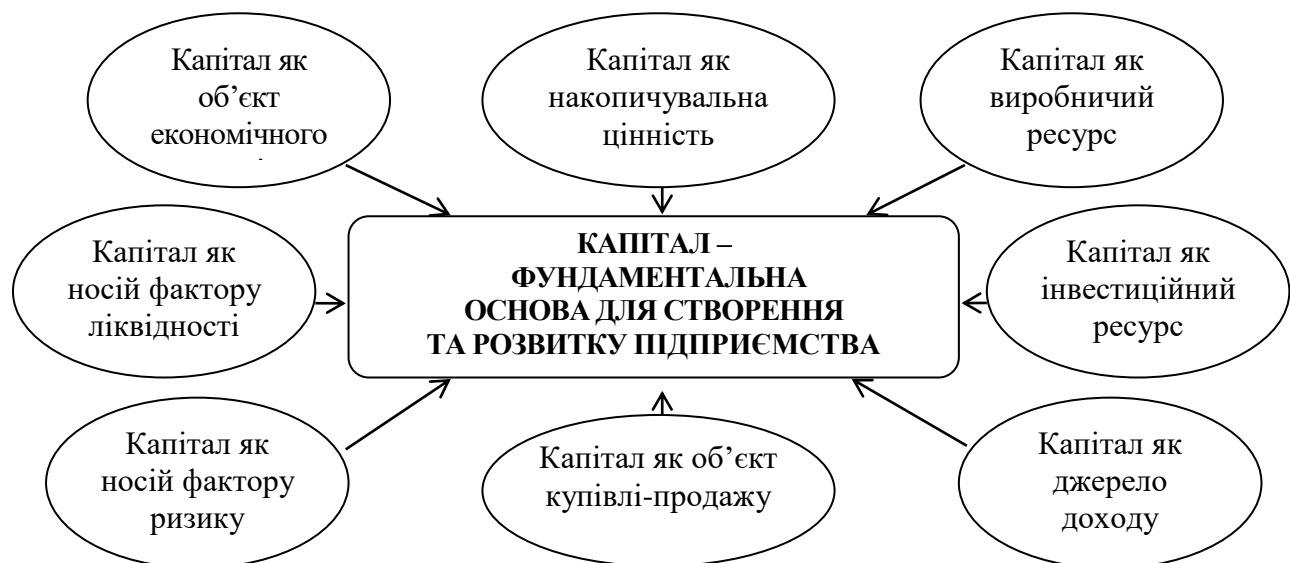 Капітал як
об’єкт
економічного
Капітал як
накопичувальна
цінність
Капітал як
виробничий
ресурс
Капітал як
носій фактору
ліквідності
КАПІТАЛ –
ФУНДАМЕНТАЛЬНА
ОСНОВА ДЛЯ СТВОРЕННЯ
ТА РОЗВИТКУ ПІДПРИЄМСТВА
Капітал як
інвестиційний
ресурс
Капітал як
носій фактору
ризику
Капітал як об’єкт
купівлі-продажу
Капітал як
джерело
доходу